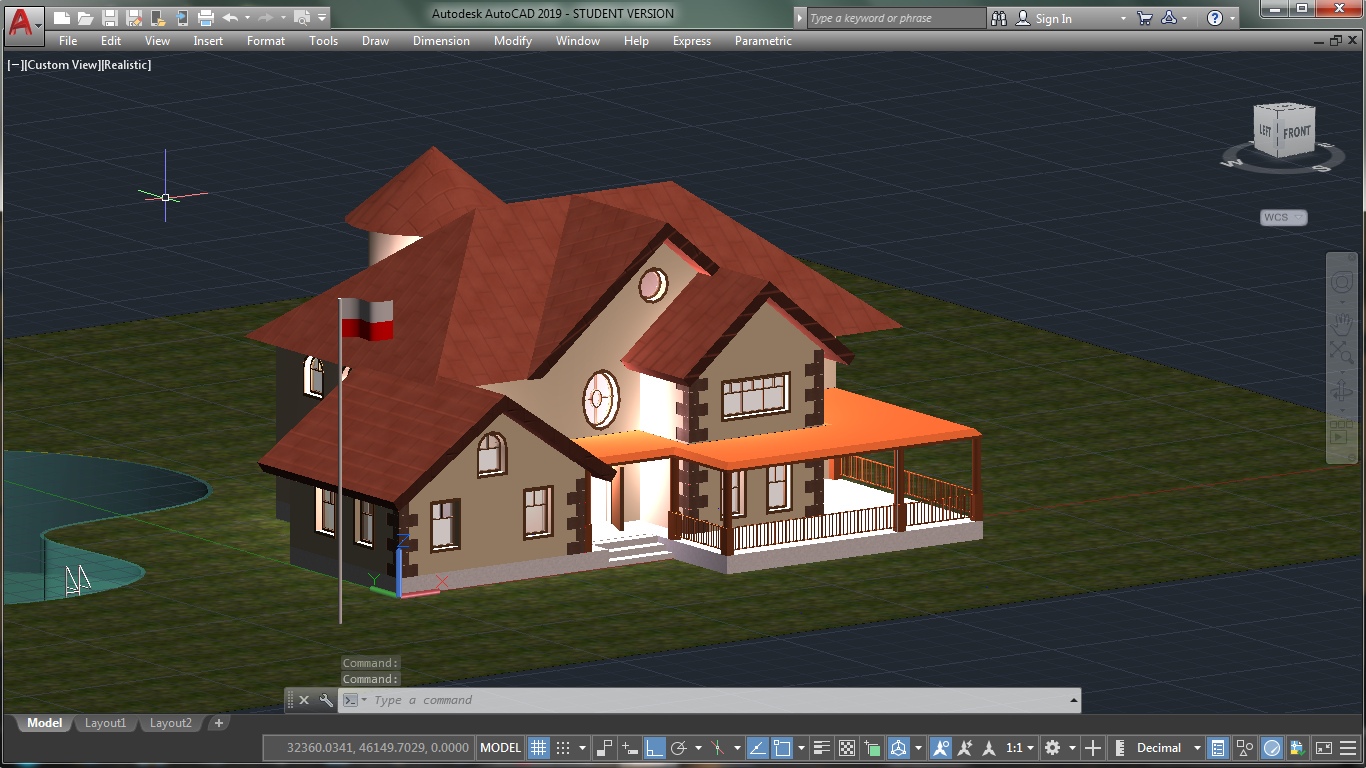 Autodesk AutoCAD 2019 - STUDENT VERSION
Type a keyword or phrase
Sign In
File Edit View Insert Format Tools Draw Dimension Modify Window Help Express Parametric
[−][Custom View][Realistic]
LEFT FRONT
W S
WCS
Z
Y X
Command:
Command:
Type a command
Model Layout1 Layout2 +
32360.0341, 46149.7029, 0.0000 MODEL 1:1 Decimal